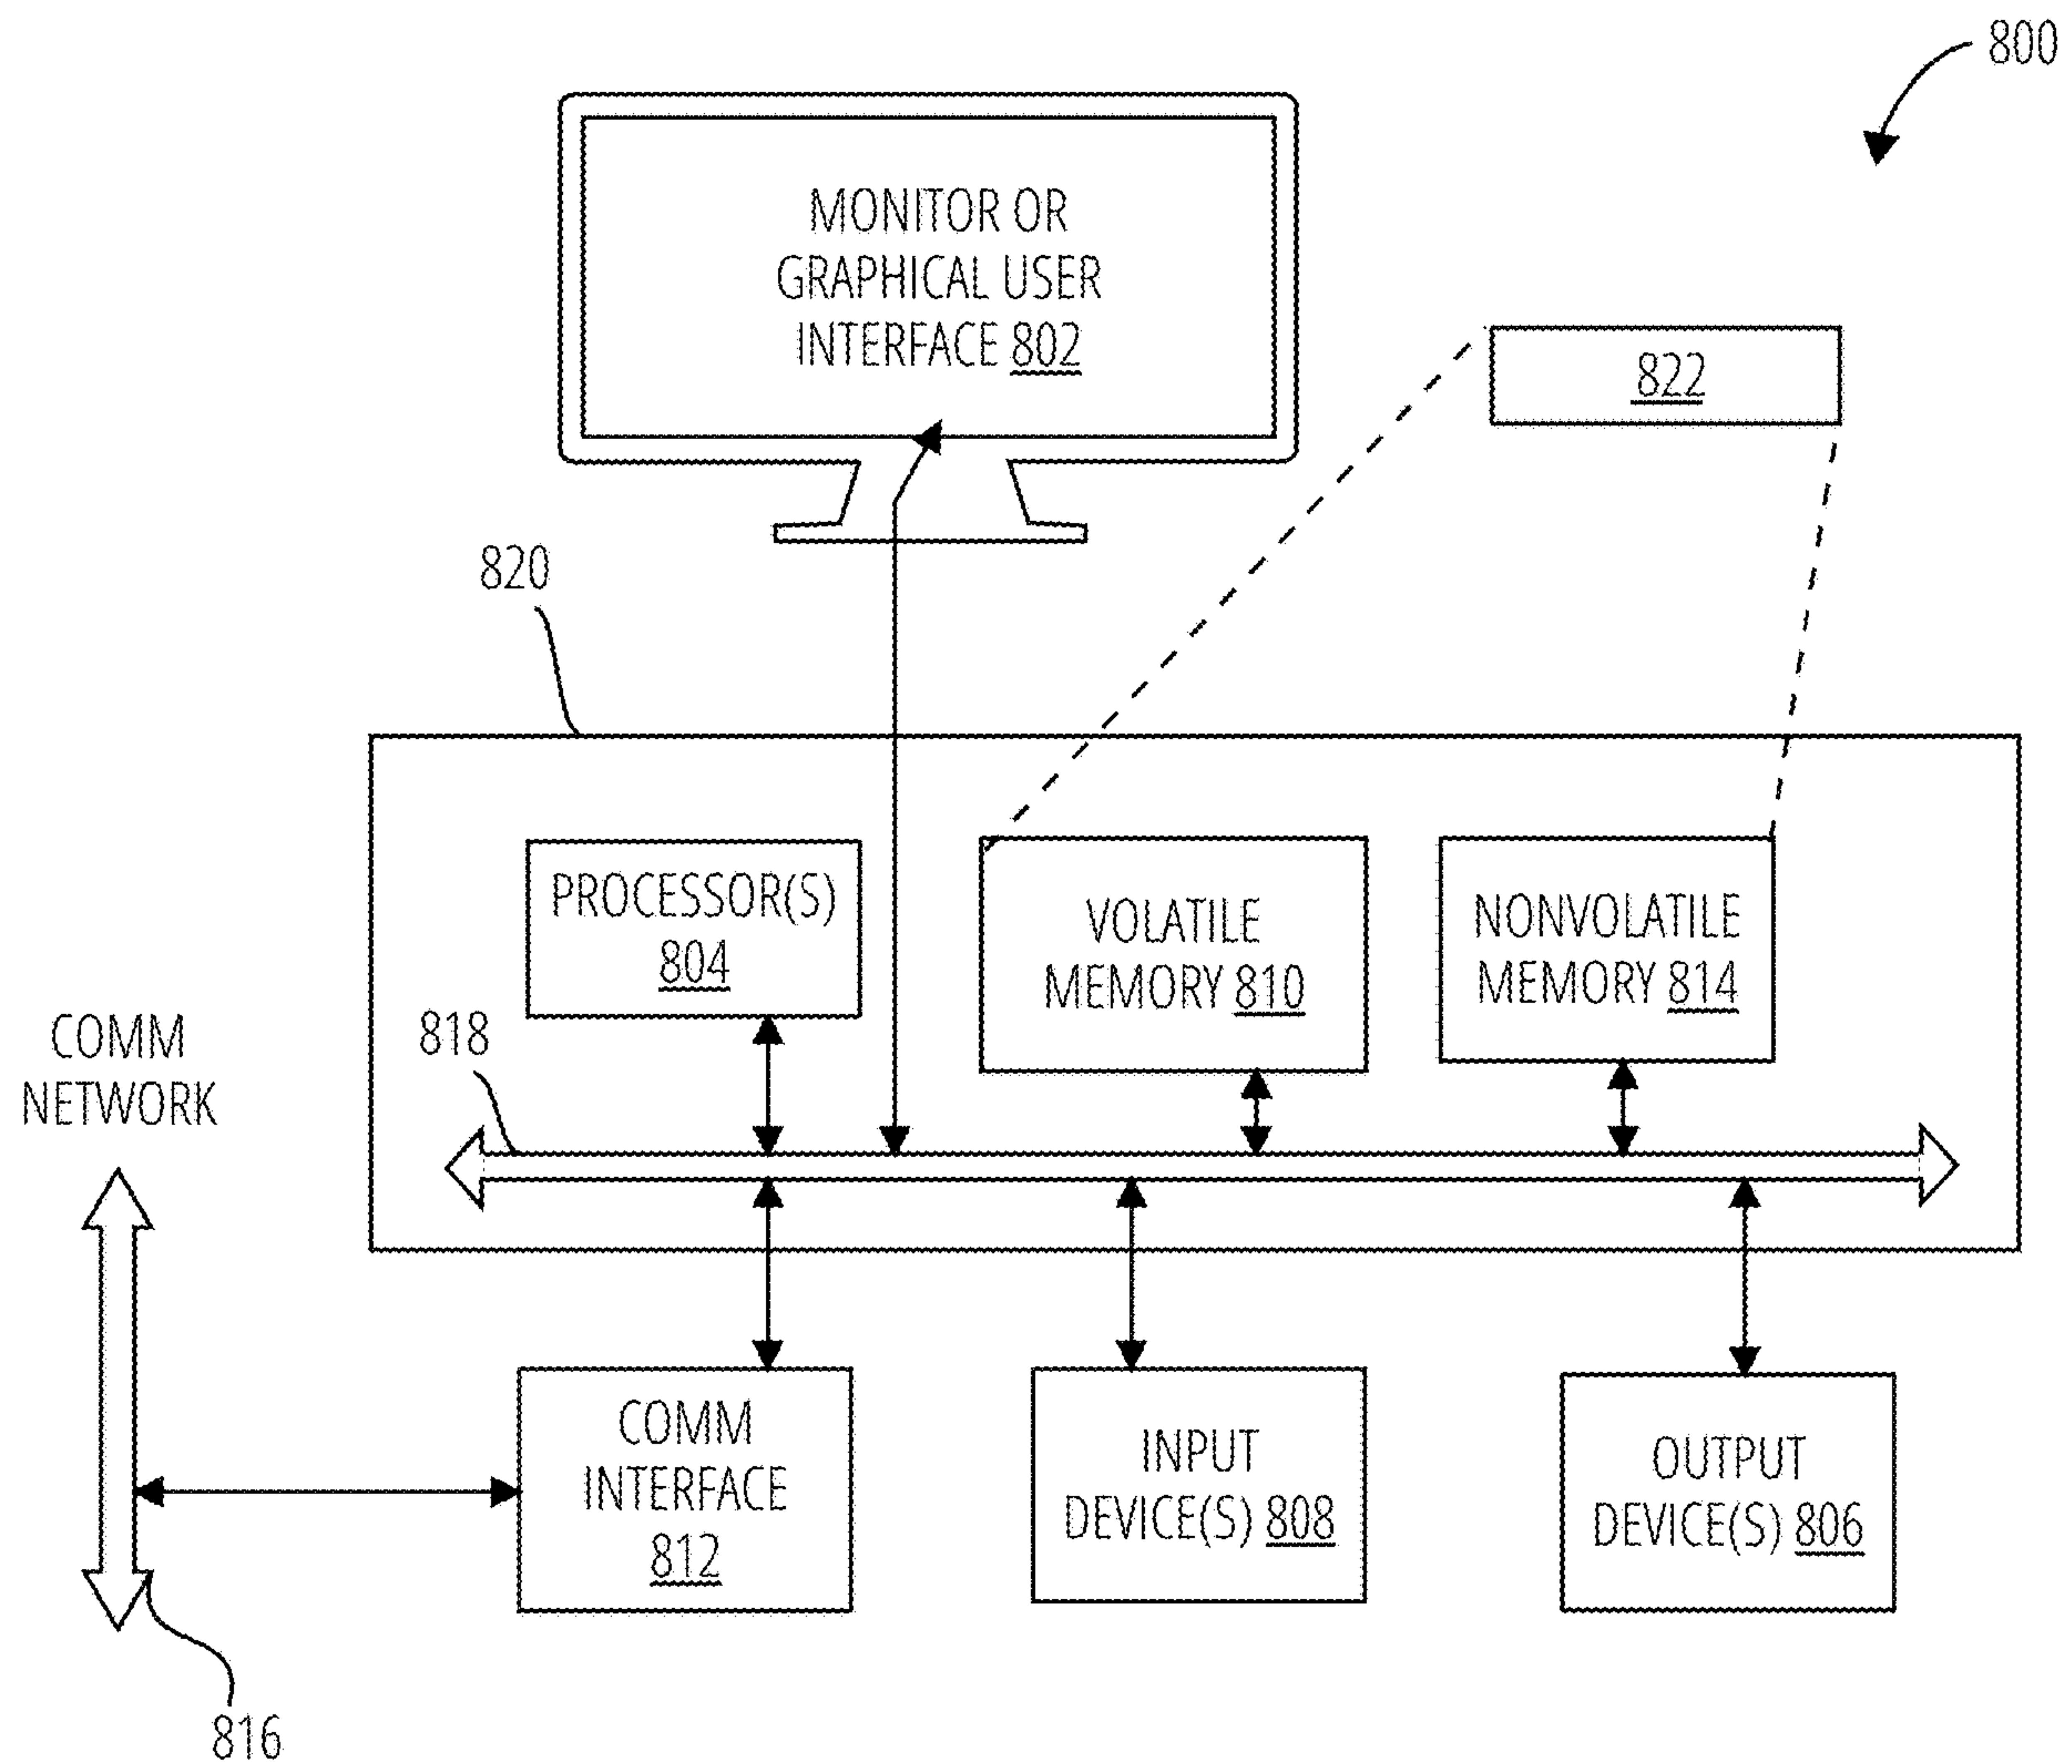 800
MONITOR OR
GRAPHICAL USER
INTERFACE 802
822
820
PROCESSOR(S)
804
VOLATILE
MEMORY 810
NONVOLATILE
MEMORY 814
818
COMM
NETWORK
COMM
INTERFACE
812
INPUT
DEVICE(S) 808
OUTPUT
DEVICE(S) 806
816